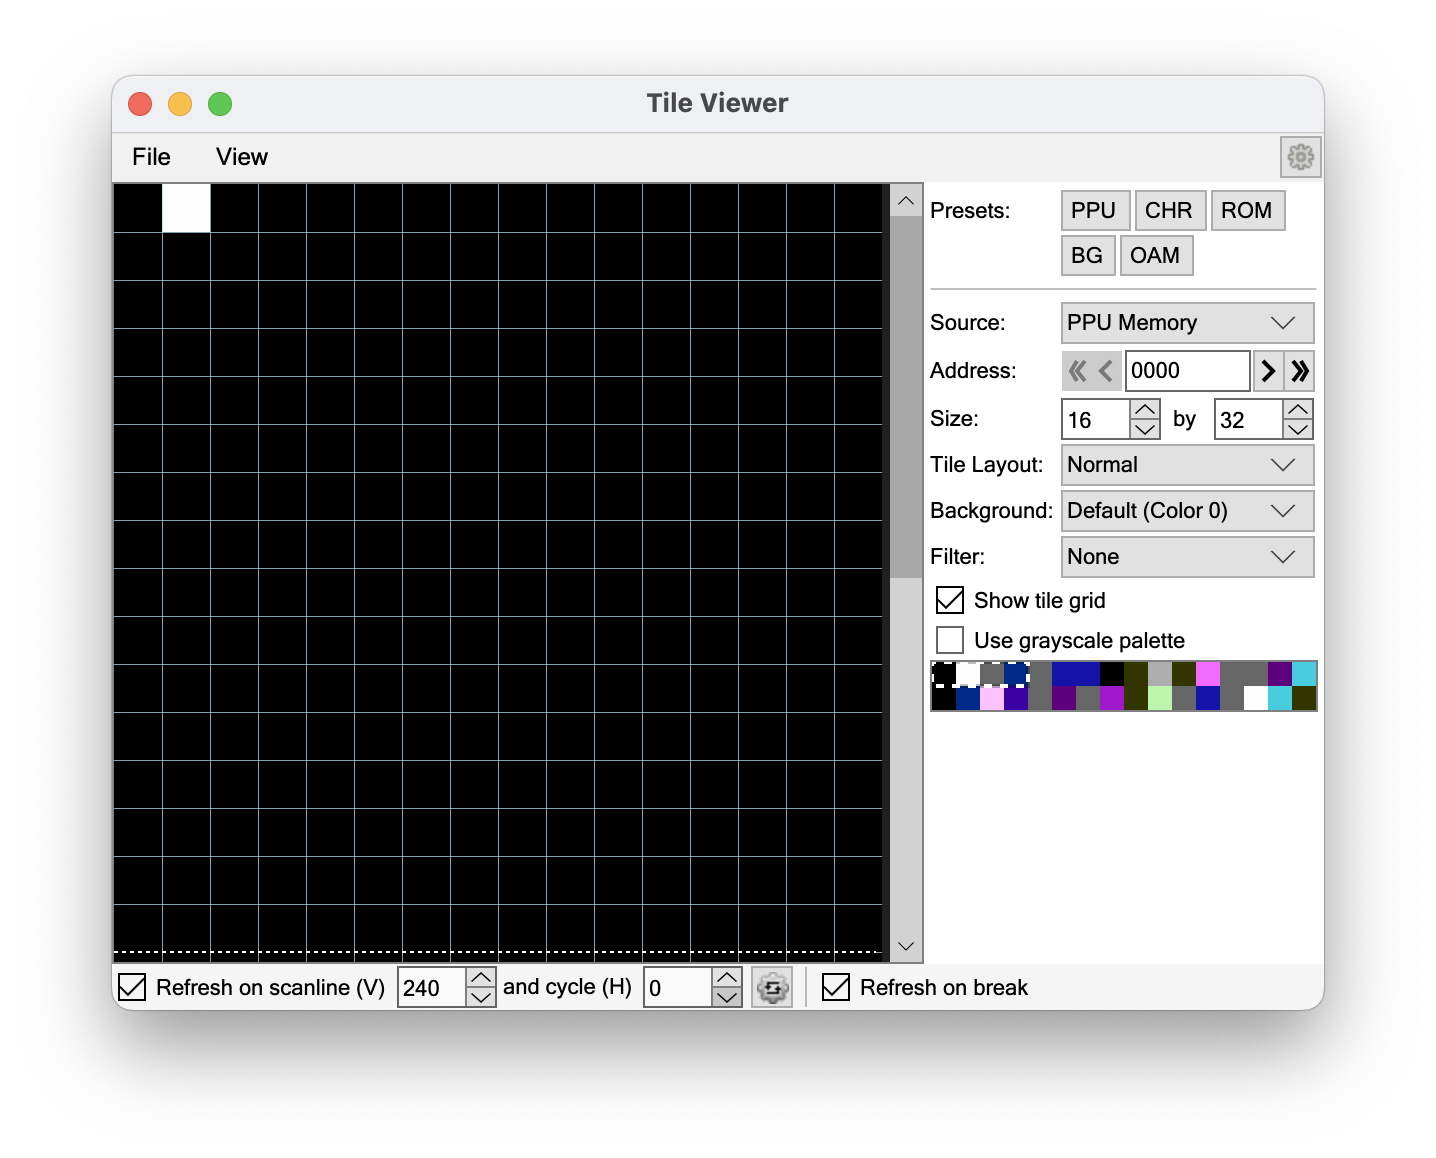 Tile Viewer
File View
Presets: PPU CHR ROM
BG OAM
Source: PPU Memory
Address: 0000
Size: 16 by 32
Tile Layout: Normal
Background: Default (Color 0)
Filter: None
Show tile grid
Use grayscale palette
Refresh on scanline (V) 240 and cycle (H) 0 Refresh on break